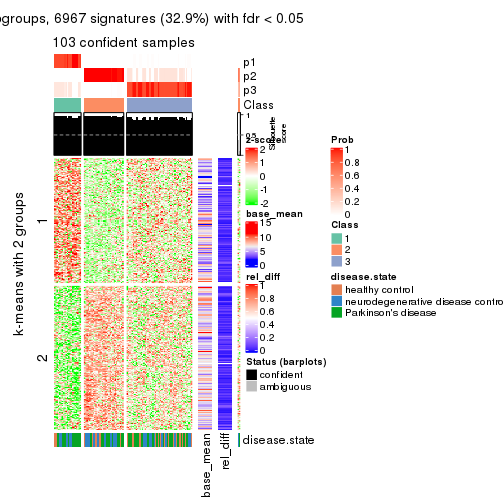 ogroups, 6967 signatures (32.9%) with fdr < 0.05
103 confident samples
p1
p2
p3
Class
1
0.5
Silhouette
score
k-means with 2 groups
1
2
z-score
2
1
0
-1
-2
base_mean
15
10
5
0
rel_diff
1
0.8
0.6
0.4
0.2
0
Status (barplots)
confident
ambiguous
Prob
1
0.8
0.6
0.4
0.2
0
Class
1
2
3
disease.state
healthy control
neurodegenerative disease contro
Parkinson's disease
disease.state
base_mean
rel_diff